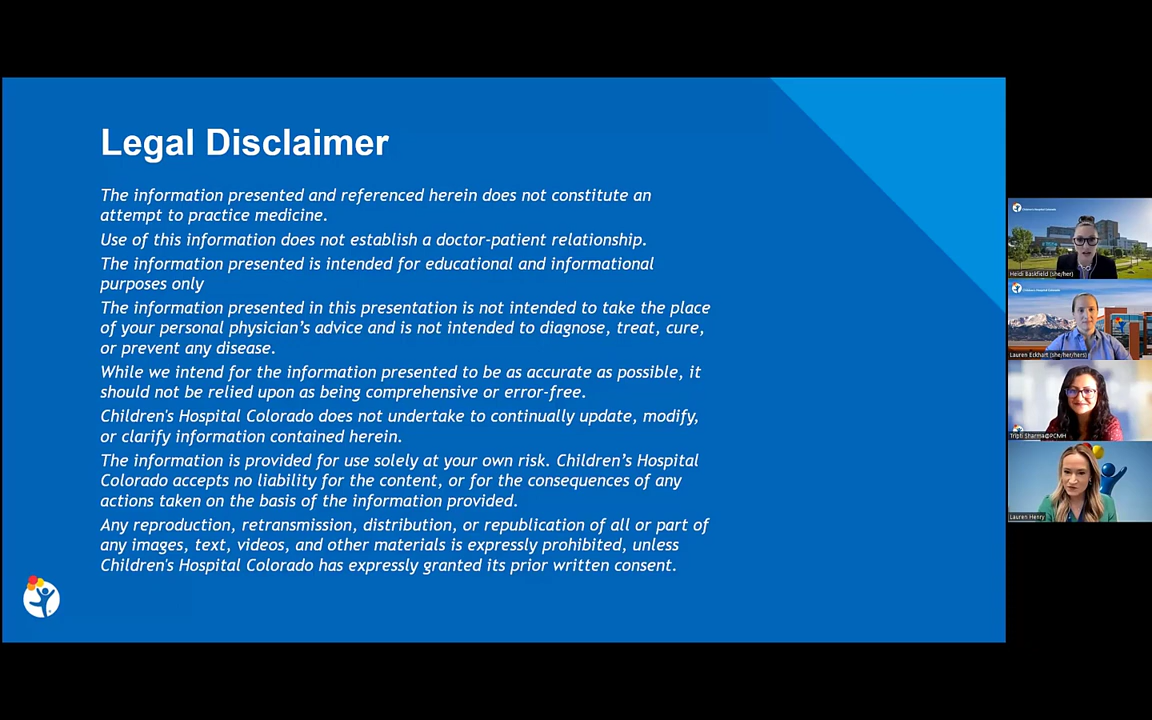 Legal Disclaimer
The information presented and referenced herein does not constitute an
attempt to practice medicine.
Use of this information does not establish a doctor-patient relationship.
The information presented is intended for educational and informational
purposes only
The information presented in this presentation is not intended to take the place
of your personal physician's advice and is not intended to diagnose, treat, cure,
or prevent any disease.
While we intend for the information presented to be as accurate as possible, it
should not be relied upon as being comprehensive or error-free.
Children's Hospital Colorado does not undertake to continually update, modify,
or clarify information contained herein.
The information is provided for use solely at your own risk. Children's Hospital
Colorado accepts no liability for the content, or for the consequences of any
actions taken on the basis of the information provided.
Any reproduction, retransmission, distribution, or republication of all or part of
any images, text, videos, and other materials is expressly prohibited, unless
Children's Hospital Colorado has expressly granted its prior written consent.
Children's Hospital Colorado
Heidi Baskfield (she/her)
Children's Hospital Colorado
Lauren Eckhart (she/her/hers)
Tripti Sharma@PCMH
Lauren Henry